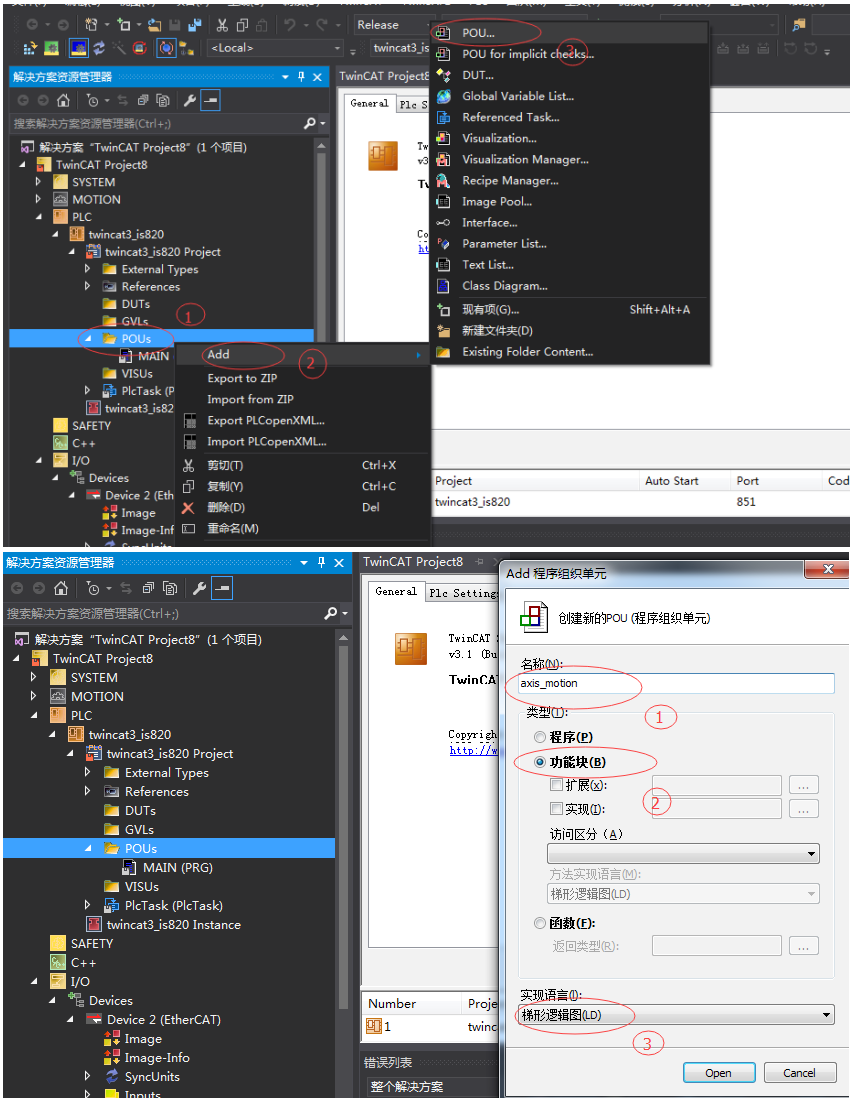 Release
<Local>
twincat3_is
解决方案资源管理器
TwinCAT Project8
搜索解决方案资源管理器(Ctrl+;)
General
Plc S
解决方案 "TwinCAT Project8" (1 个项目)
TwinCAT Project8
SYSTEM
MOTION
PLC
twincat3_is820
twincat3_is820 Project
External Types
References
DUTs
GVLs
POUs
MAIN
VISUs
PlcTask (P
twincat3_is82
SAFETY
C++
I/O
Devices
Device 2 (Eth
Image
Image-Inf
SyncUnits
Tw
v3
Tw
Co
ht
POU...
POU for implicit checks...
DUT...
Global Variable List...
Referenced Task...
Visualization...
Visualization Manager...
Recipe Manager...
Image Pool...
Interface...
Parameter List...
Text List...
Class Diagram...
现有项(G)... Shift+Alt+A
新建文件夹(D)
Existing Folder Content...
1
2
3
Add
Export to ZIP
Import from ZIP
Export PLCopenXML...
Import PLCopenXML...
剪切(T) Ctrl+X
复制(Y) Ctrl+C
删除(D) Del
重命名(M)
Project Auto Start Port Cod
twincat3_is820 851
解决方案资源管理器
TwinCAT Project8
搜索解决方案资源管理器(Ctrl+;)
General
Plc Setting
解决方案 "TwinCAT Project8" (1 个项目)
TwinCAT Project8
SYSTEM
MOTION
PLC
twincat3_is820
twincat3_is820 Project
External Types
References
DUTs
GVLs
POUs
MAIN (PRG)
VISUs
PlcTask (PlcTask)
twincat3_is820 Instance
SAFETY
C++
I/O
Devices
Device 2 (EtherCAT)
Image
Image-Info
SyncUnits
Inputs
TwinCAT
v3.1 (Bu
TwinCA
Copyrigh
http://w
Number Proje
1 twinc
错误列表
整个解决方案
Add 程序组织单元
创建新的POU (程序组织单元)
名称(N):
axis_motion
类型(T):
1
程序(P)
功能块(B)
扩展(x): ...
2
实现(I): ...
访问区分 (A)
方法实现语言(M):
梯形逻辑图(LD)
函数(F):
返回类型(R): ...
实现语言(I):
梯形逻辑图(LD)
3
Open
Cancel